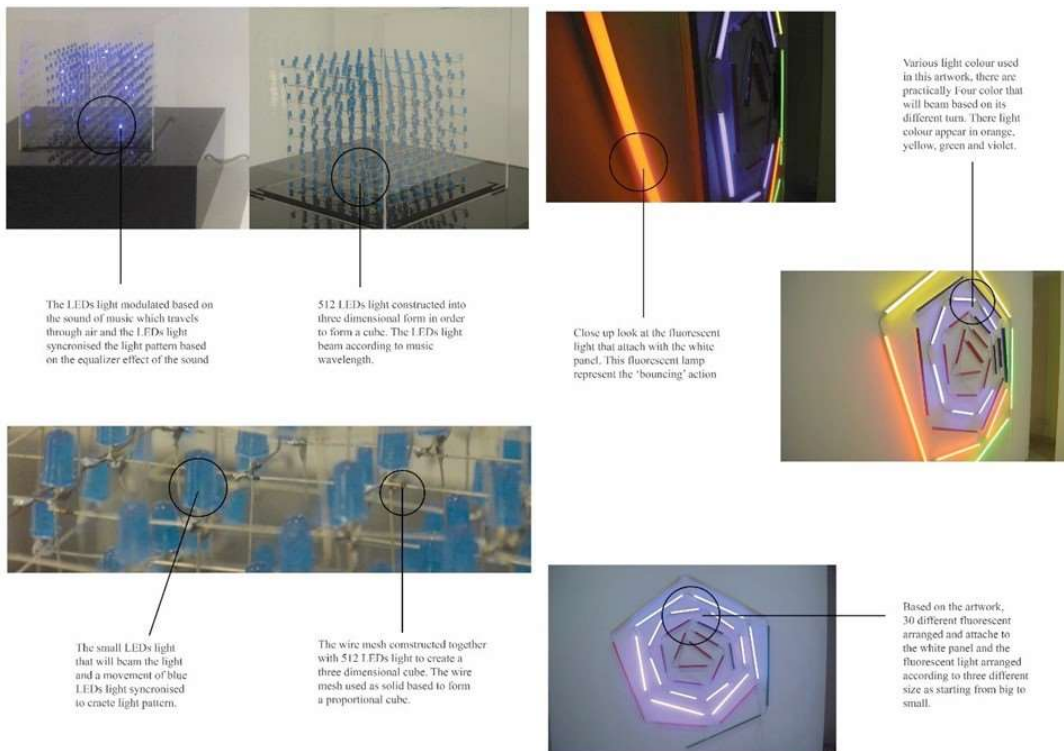 The LEDs light modulated based on
the sound of music which travels
through air and the LEDs light
syncronised the light pattern based
on the equalizer effect of the sound
512 LEDs light constructed into
three dimensional form in order
to form a cube. The LEDs light
beam according to music
wavelength.
The small LEDs light
that will beam the light
and a movement of blue
LEDs light syncronised
to craete light pattern.
The wire mesh constructed together
with 512 LEDs light to create a
three dimensional cube. The wire
mesh used as solid based to form
a proportional cube.
Close up look at the fluorescent
light that attach with the white
panel. This fluorescent lamp
represent the ‘bouncing’ action
Various light colour used
in this artwork, there are
practically Four color that
will beam based on its
different turn. There light
colour appear in orange,
yellow, green and violet.
Based on the artwork,
30 different fluorescent
arranged and attache to
the white panel and the
fluorescent light arranged
according to three different
size as starting from big to
small.